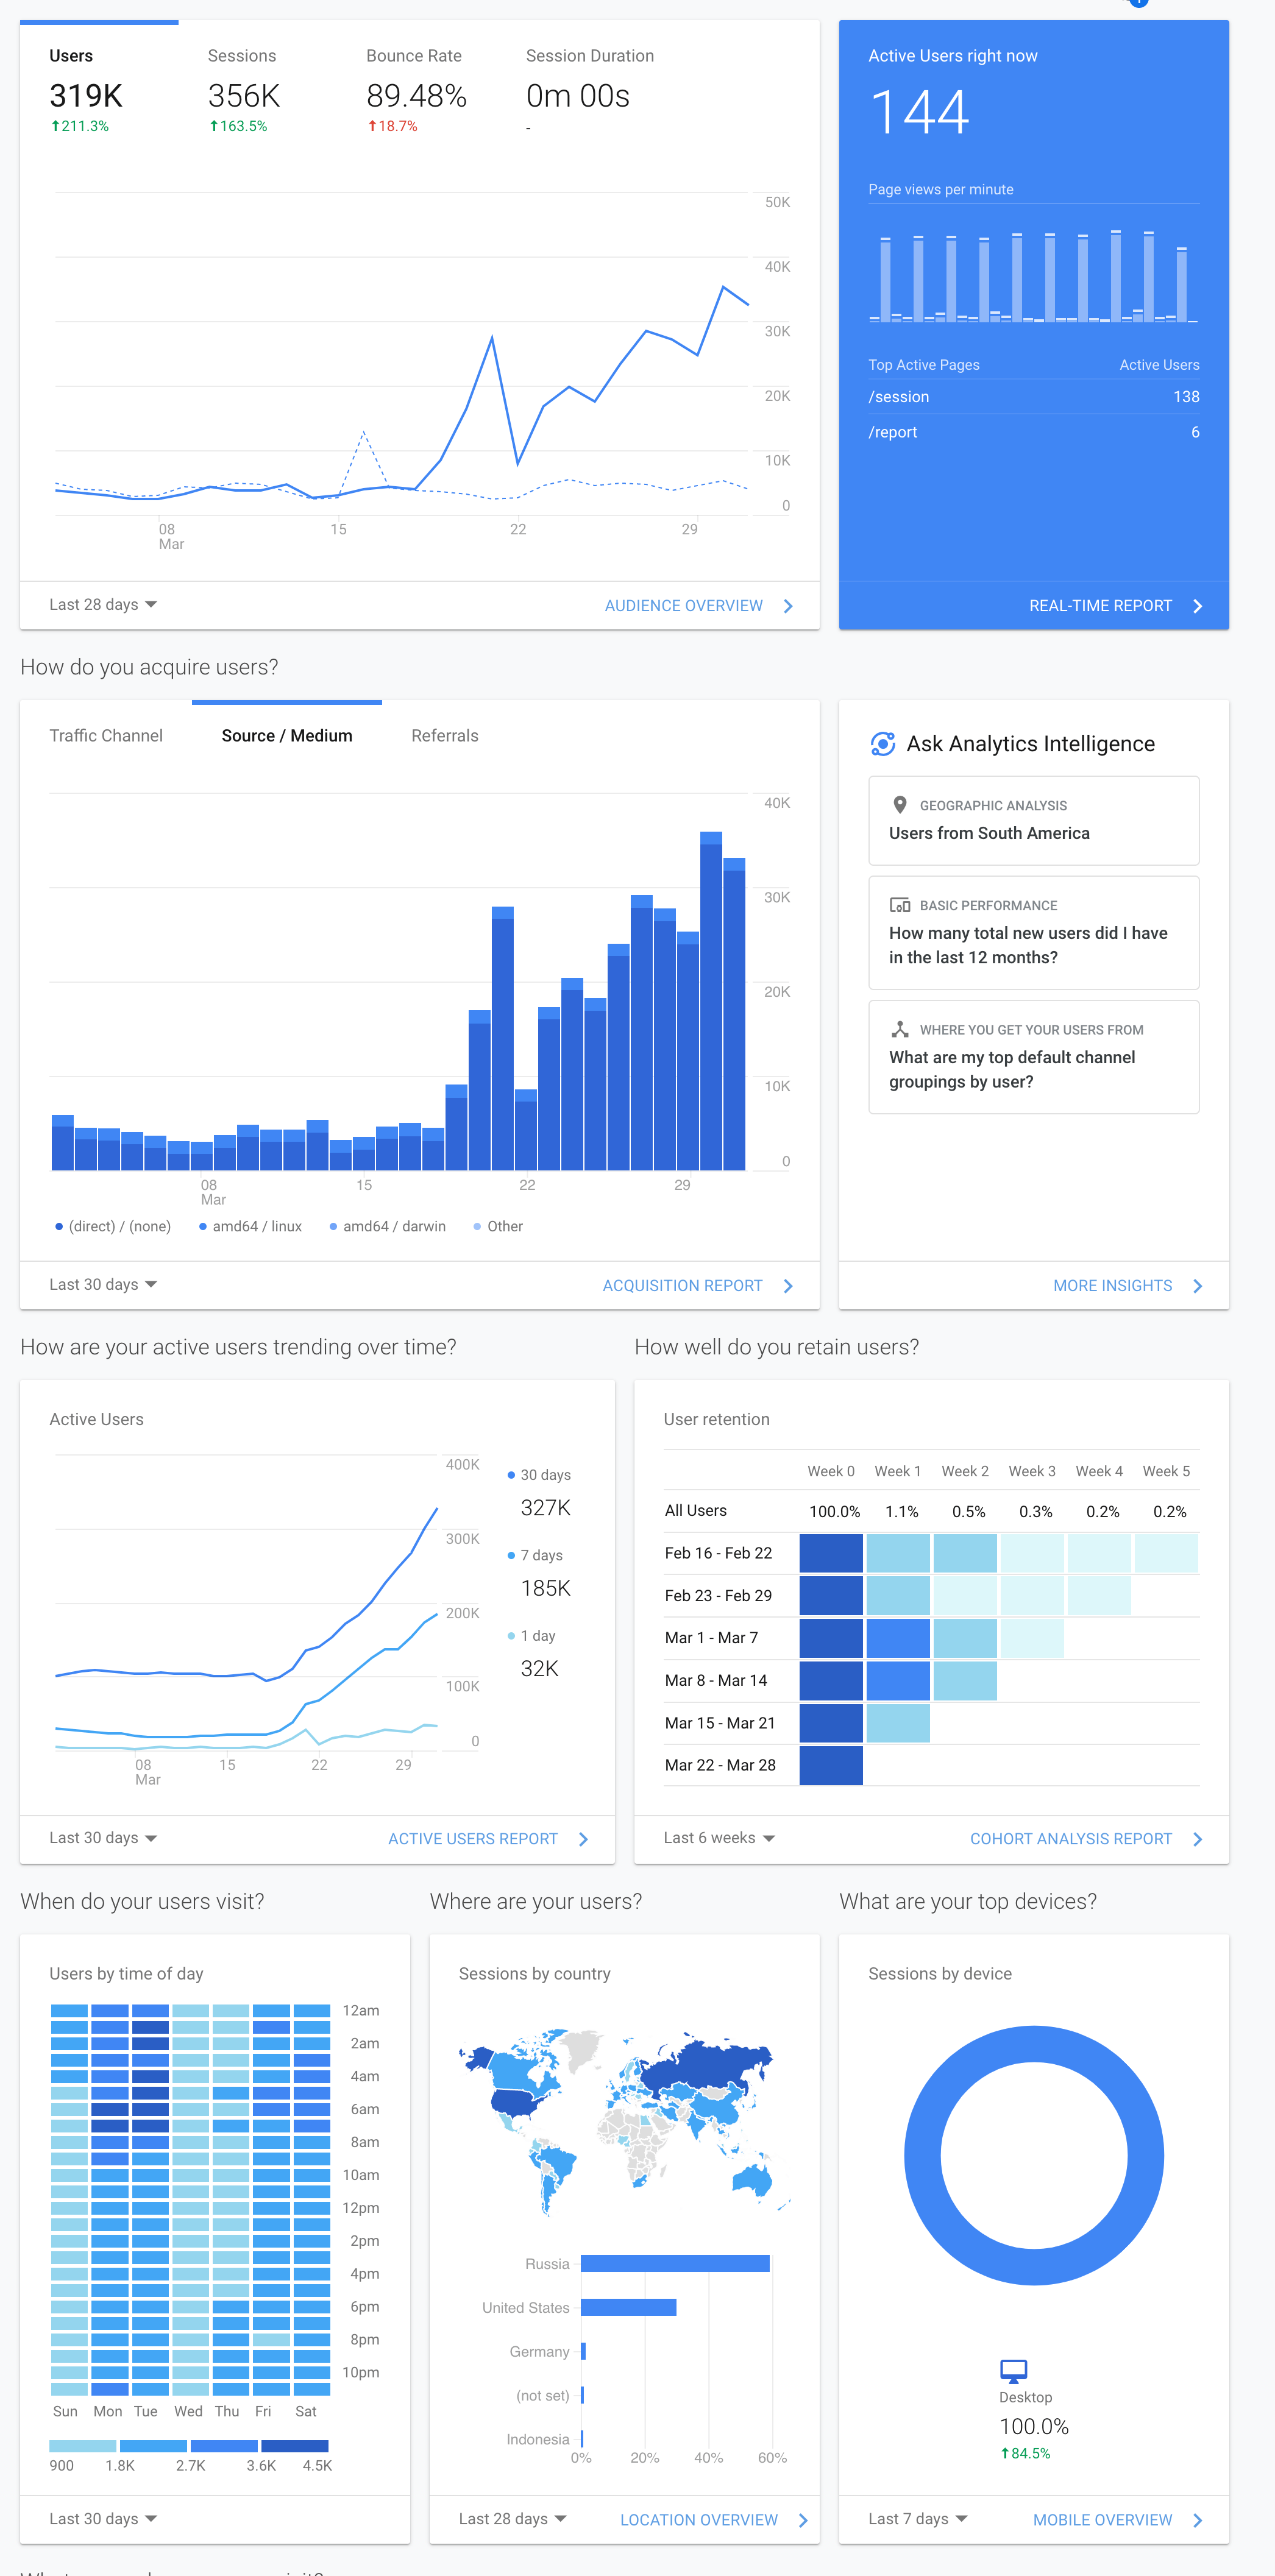 Users Sessions Bounce Rate Session Duration
319K 356K 89.48% 0m 00s
211.3% 163.5% 18.7% -
50K
40K
30K
20K
10K
0
08 15 22 29
Mar
Last 28 days AUDIENCE OVERVIEW
Active Users right now
144
Page views per minute
Top Active Pages Active Users
/session 138
/report 6
REAL-TIME REPORT
How do you acquire users?
Traffic Channel Source / Medium Referrals
40K
30K
20K
10K
0
08 15 22 29
Mar
(direct) / (none) amd64 / linux amd64 / darwin Other
Last 30 days ACQUISITION REPORT
Ask Analytics Intelligence
GEOGRAPHIC ANALYSIS
Users from South America
BASIC PERFORMANCE
How many total new users did I have
in the last 12 months?
WHERE YOU GET YOUR USERS FROM
What are my top default channel
groupings by user?
MORE INSIGHTS
How are your active users trending over time?
Active Users
400K
300K
200K
100K
0
08 15 22 29
Mar
30 days
327K
7 days
185K
1 day
32K
Last 30 days ACTIVE USERS REPORT
How well do you retain users?
User retention
Week 0 Week 1 Week 2 Week 3 Week 4 Week 5
All Users 100.0% 1.1% 0.5% 0.3% 0.2% 0.2%
Feb 16 - Feb 22
Feb 23 - Feb 29
Mar 1 - Mar 7
Mar 8 - Mar 14
Mar 15 - Mar 21
Mar 22 - Mar 28
Last 6 weeks COHORT ANALYSIS REPORT
When do your users visit?
Users by time of day
12am
2am
4am
6am
8am
10am
12pm
2pm
4pm
6pm
8pm
10pm
Sun Mon Tue Wed Thu Fri Sat
900 1.8K 2.7K 3.6K 4.5K
Last 30 days
Where are your users?
Sessions by country
Russia
United States
Germany
(not set)
Indonesia
0% 20% 40% 60%
Last 28 days LOCATION OVERVIEW
What are your top devices?
Sessions by device
Desktop
100.0%
84.5%
Last 7 days MOBILE OVERVIEW